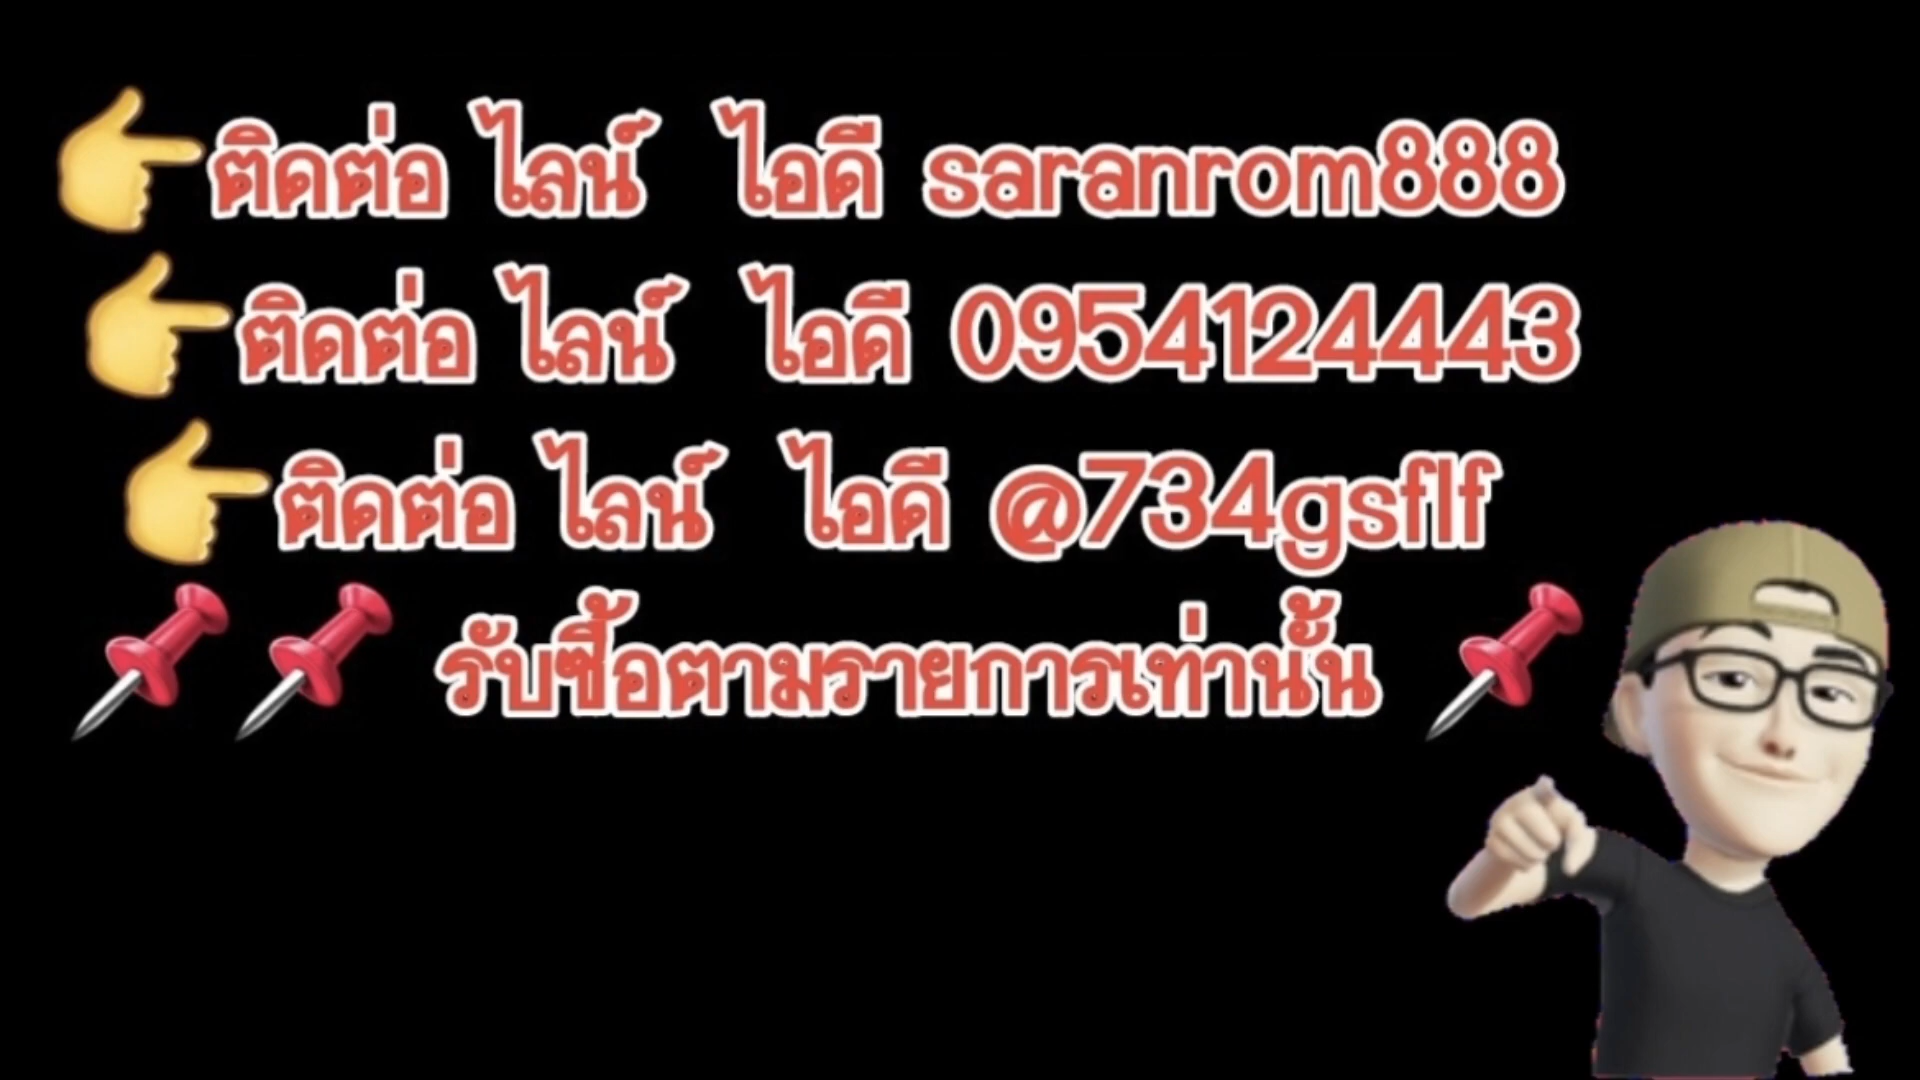 👉ติดต่อ ไลน์ ไอดี saranrom888
👉ติดต่อ ไลน์ ไอดี 0954124443
👉ติดต่อ ไลน์ ไอดี @734gsflf
📌📌 รับซื้อตามรายการเท่านั้น 📌